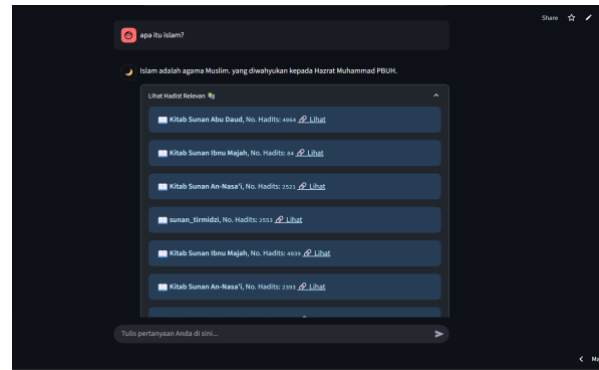 Share
apa itu islam?
Islam adalah agama Muslim. yang diwahyukan kepada Hazrat Muhammad PBUH.
Lihat Hadist Relevan
Kitab Sunan Abu Daud, No. Hadits: 4064 Lihat
Kitab Sunan Ibnu Majah, No. Hadits: 84 Lihat
Kitab Sunan An-Nasa'i, No. Hadits: 2521 Lihat
sunan_tirmidzi, No. Hadits: 2553 Lihat
Kitab Sunan Ibnu Majah, No. Hadits: 4039 Lihat
Kitab Sunan An-Nasa'i, No. Hadits: 2393 Lihat
Tulis pertanyaan Anda di sini...